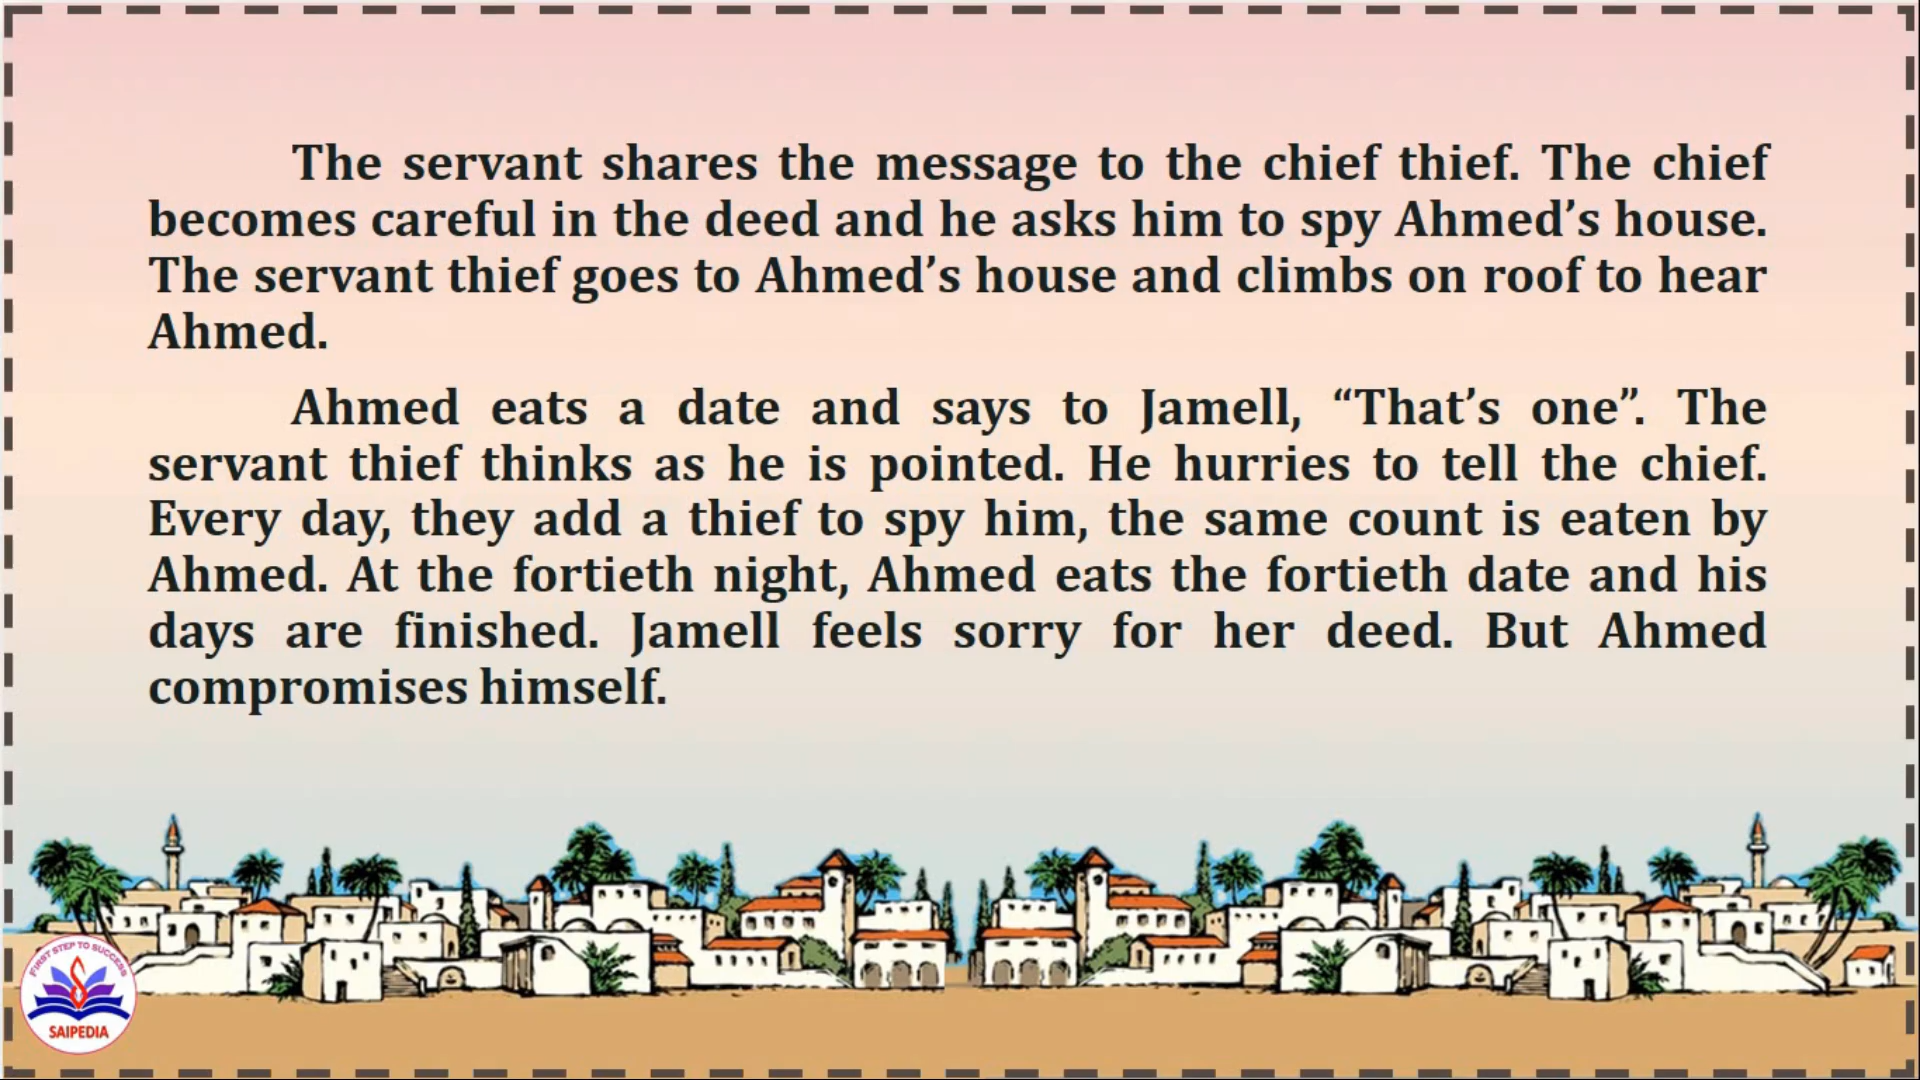 The servant shares the message to the chief thief. The chief
becomes careful in the deed and he asks him to spy Ahmed’s house.
The servant thief goes to Ahmed’s house and climbs on roof to hear
Ahmed.
Ahmed eats a date and says to Jamell, “That’s one”. The
servant thief thinks as he is pointed. He hurries to tell the chief.
Every day, they add a thief to spy him, the same count is eaten by
Ahmed. At the fortieth night, Ahmed eats the fortieth date and his
days are finished. Jamell feels sorry for her deed. But Ahmed
compromises himself.
FIRST STEP TO SUCCESS
SAIPEDIA